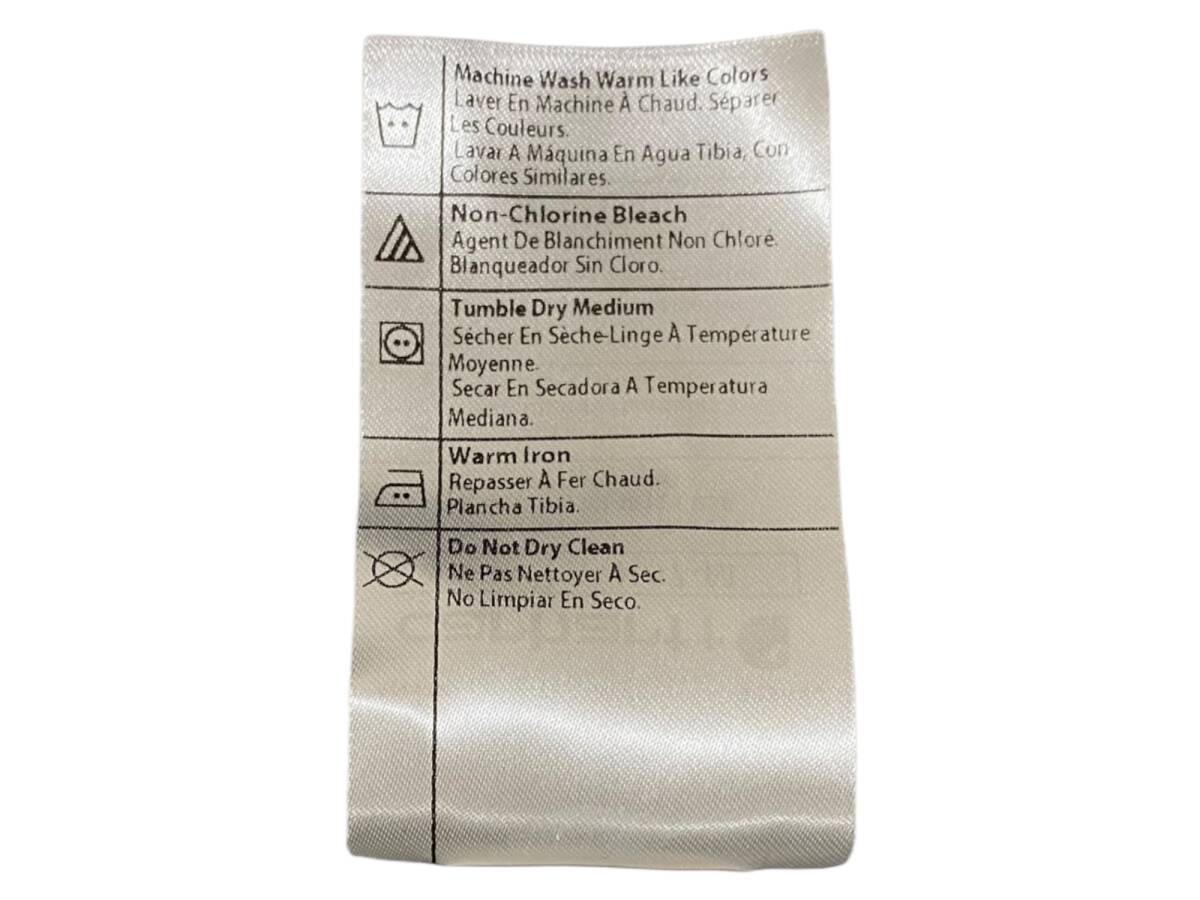 Machine Wash Warm Like Colors
Laver En Machine À Chaud. Séparer
Les Couleurs.
Lavar A Máquina En Agua Tibia, Con
Colores Similares.
Non-Chlorine Bleach
Agent De Blanchiment Non Chloré.
Blanqueador Sin Cloro.
Tumble Dry Medium
Sécher En Sèche-Linge À Température
Moyenne.
Secar En Secadora A Temperatura
Mediana.
Warm Iron
Repasser À Fer Chaud.
Plancha Tibia.
Do Not Dry Clean
Ne Pas Nettoyer À Sec.
No Limpiar En Seco.